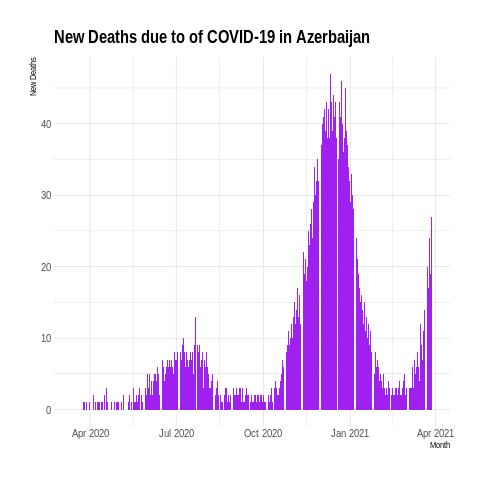 New Deaths due to of COVID-19 in Azerbaijan
New Deaths
40
30
20
10
0
Apr 2020 Jul 2020 Oct 2020 Jan 2021 Apr 2021
Month